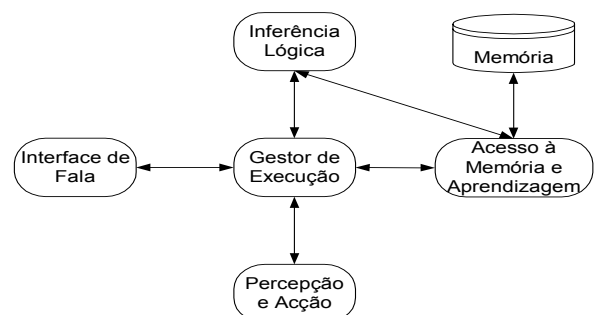 Inferência
Lógica
Memória
Interface de
Fala
Gestor de
Execução
Acesso à
Memória e
Aprendizagem
Percepção
e Acção